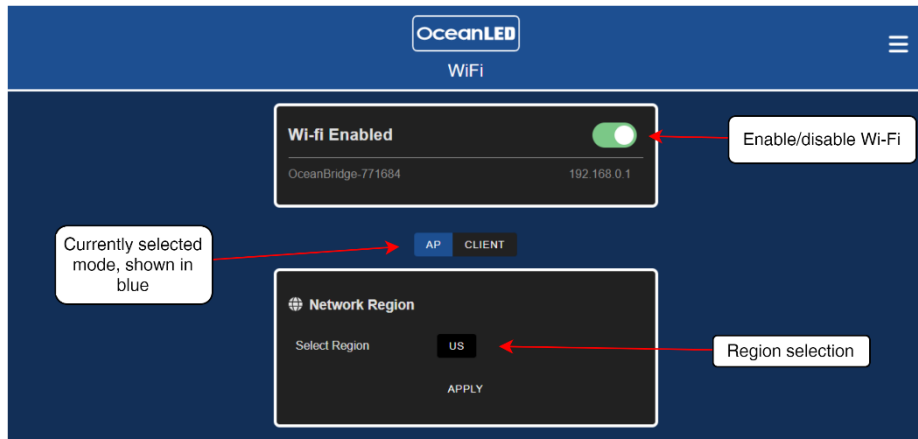 OceanLED
WiFi
Wi-fi Enabled
Enable/disable Wi-Fi
OceanBridge-771684 192.168.0.1
Currently selected
mode, shown in
blue
AP CLIENT
Network Region
Select Region US
Region selection
APPLY